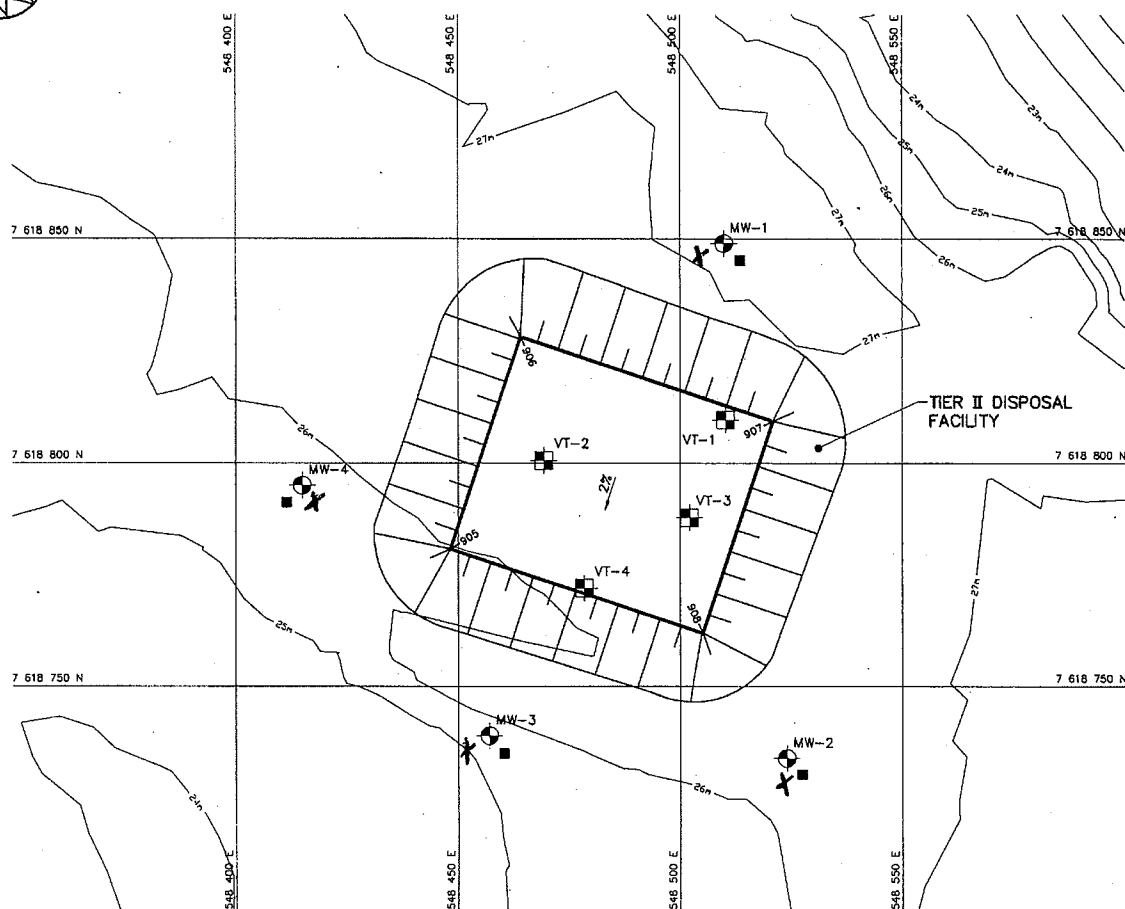 548 400 E
548 450 E
548 500 E
548 550 E
24m
23m
27m
25m
24m
26m
25m
27m
MW-1
7 618 850 N
7 618 850 N
26m
27m
906
TIER II DISPOSAL
FACILITY
907
VT-1
26m
VT-2
7 618 800 N
7 618 800 N
MW-4
2%
VT-3
905
VT-4
27m
908
25m
7 618 750 N
7 618 750 N
MW-3
MW-2
26m
24m
548 400 E
548 450 E
548 500 E
548 550 E